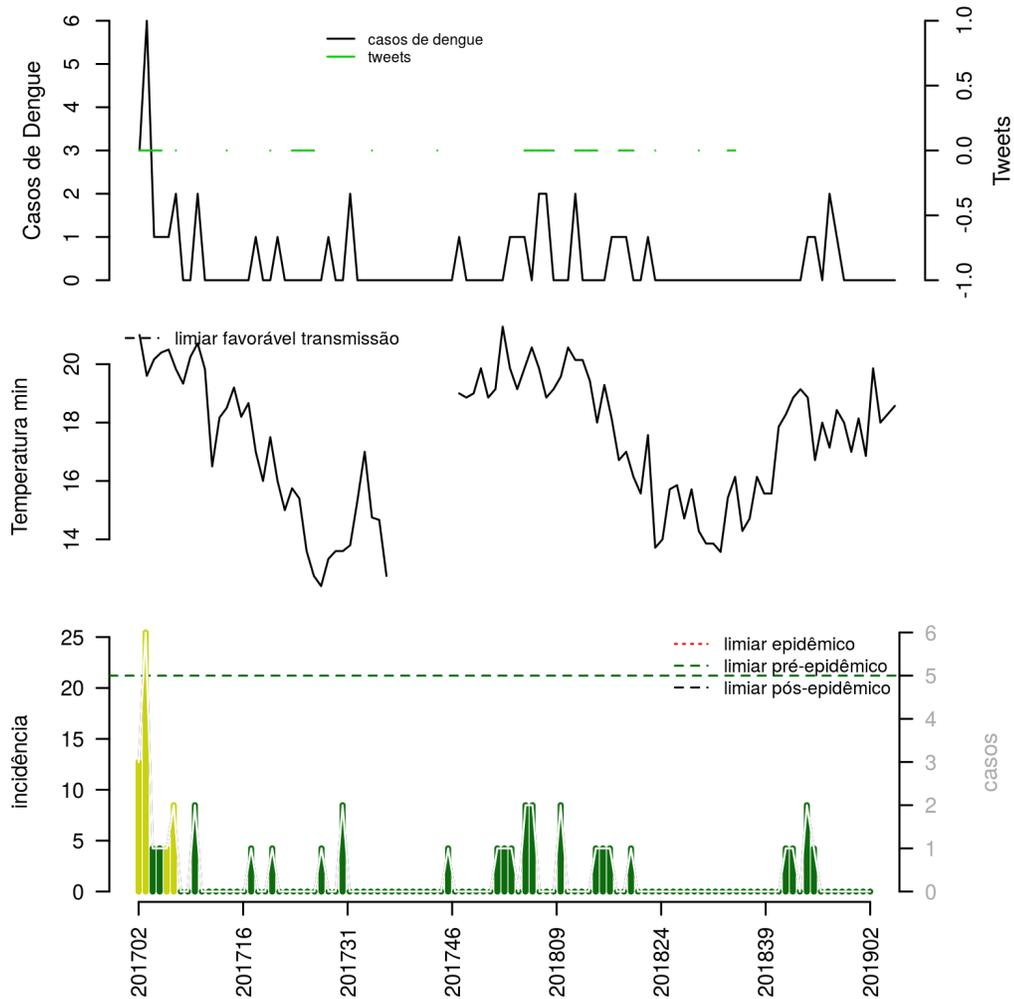 casos de dengue
tweets
Casos de Dengue
0 1 2 3 4 5 6
Tweets
-1.0 -0.5 0.0 0.5 1.0
limiar favorável transmissão
Temperatura min
14 16 18 20
limiar epidêmico
limiar pré-epidêmico
limiar pós-epidêmico
incidência
0 5 10 15 20 25
casos
0 1 2 3 4 5 6
201702 201716 201731 201746 201809 201824 201839 201902